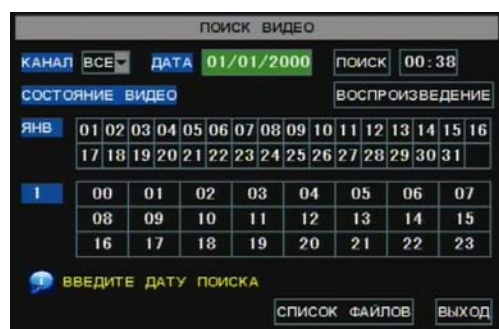 ПОИСК ВИДЕО
КАНАЛ ВСЕ ДАТА 01/01/2000 ПОИСК 00:38
СОСТОЯНИЕ ВИДЕО ВОСПРОИЗВЕДЕНИЕ
ЯНВ 01 02 03 04 05 06 07 08 09 10 11 12 13 14 15 16
17 18 19 20 21 22 23 24 25 26 27 28 29 30 31
1 00 01 02 03 04 05 06 07
08 09 10 11 12 13 14 15
16 17 18 19 20 21 22 23
ВВЕДИТЕ ДАТУ ПОИСКА
СПИСОК ФАЙЛОВ ВЫХОД